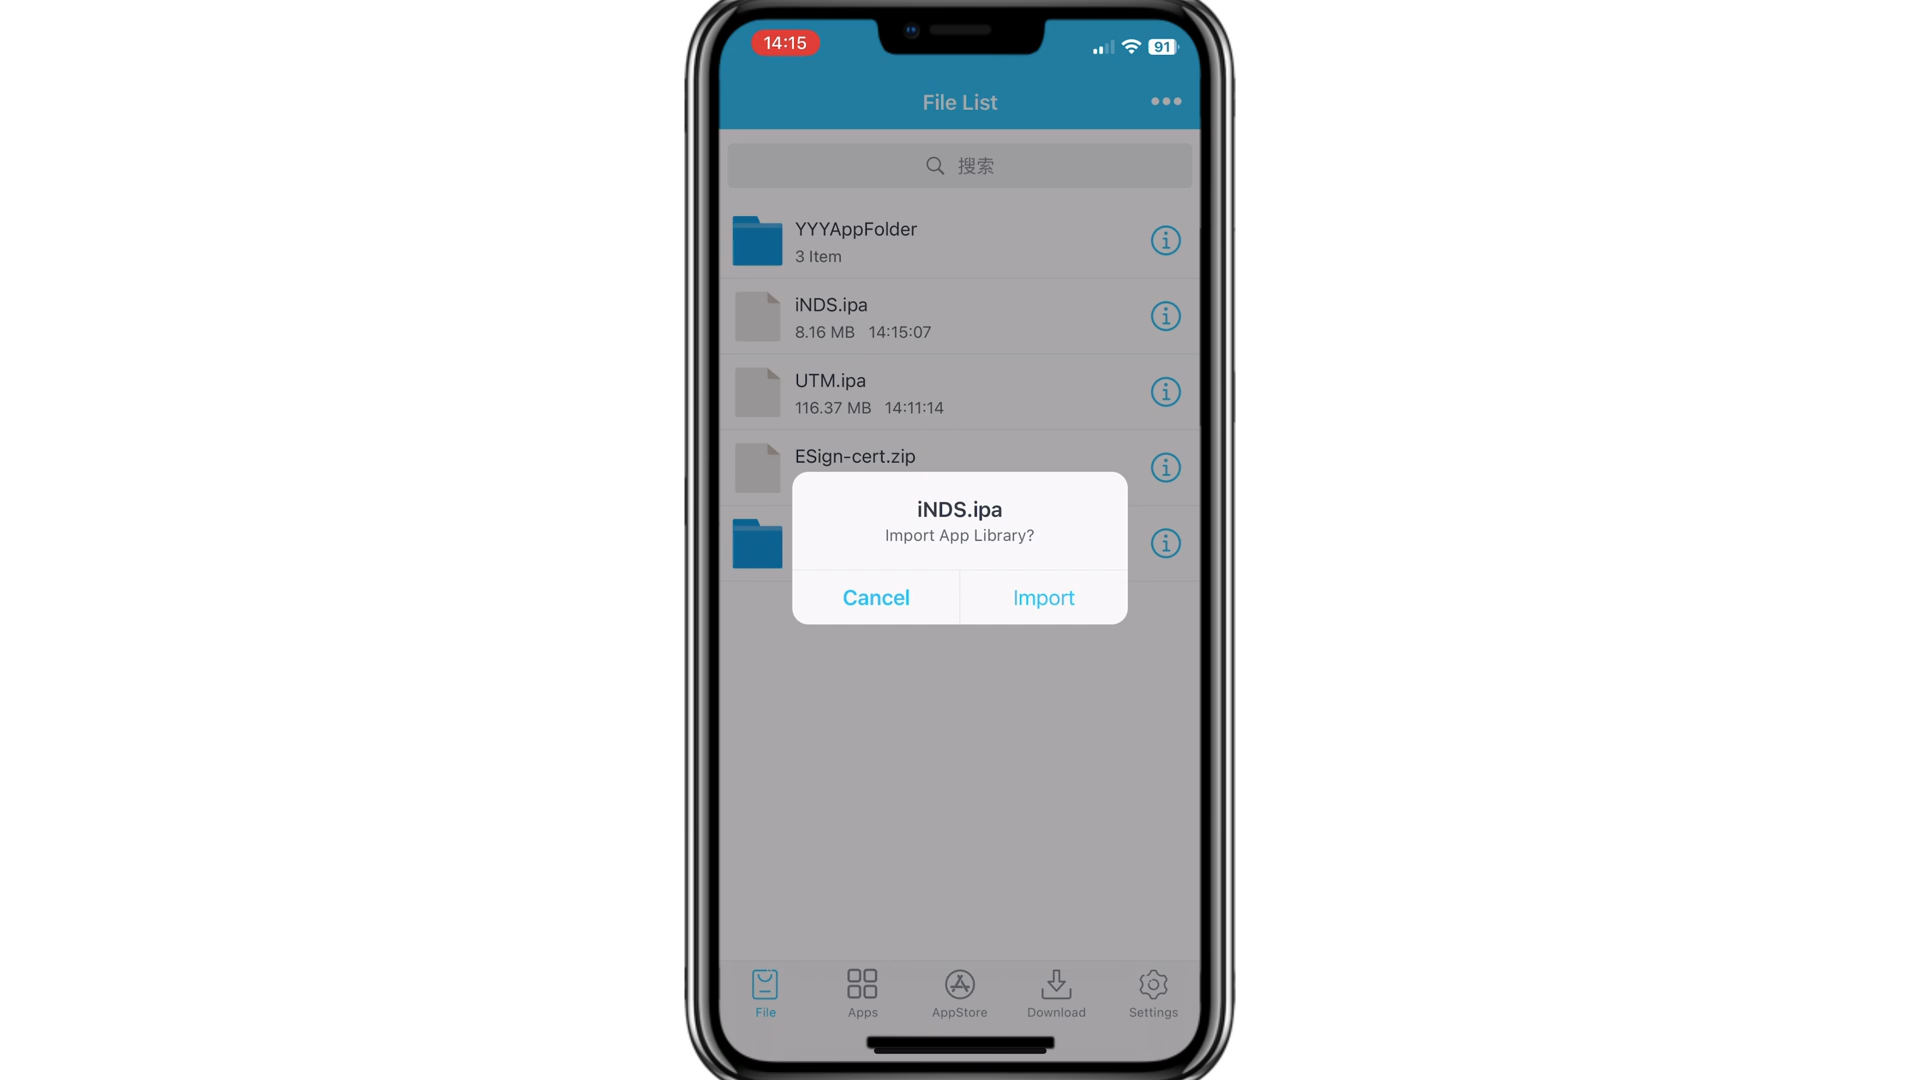 14:15
91
File List
搜索
YYYAppFolder
3 Item
iNDS.ipa
8.16 MB 14:15:07
UTM.ipa
116.37 MB 14:11:14
ESign-cert.zip
iNDS.ipa
Import App Library?
Cancel Import
File Apps AppStore Download Settings